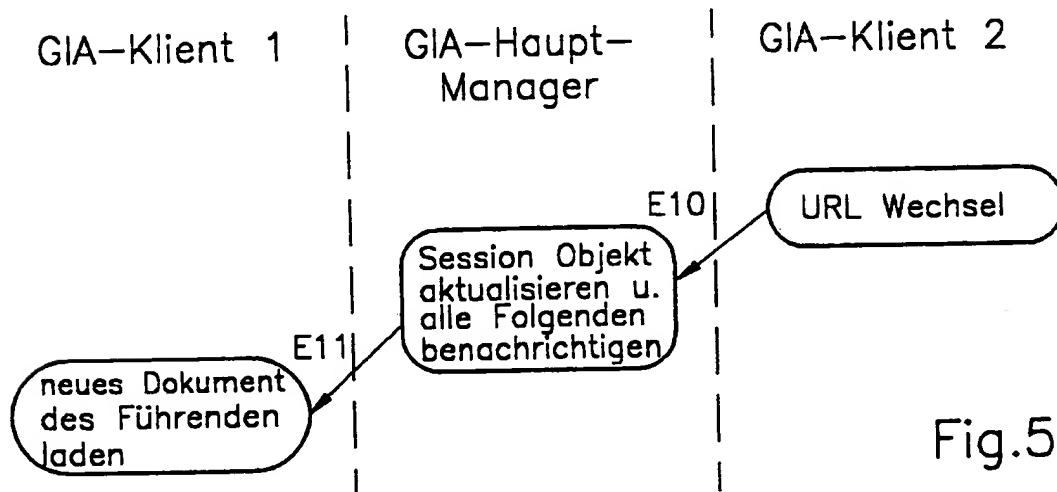 GIA-Klient 1
GIA-Haupt-
Manager
GIA-Klient 2
URL Wechsel
E10
Session Objekt
aktualisieren u.
alle Folgenden
benachrichtigen
E11
neues Dokument
des Führenden
laden
Fig.5